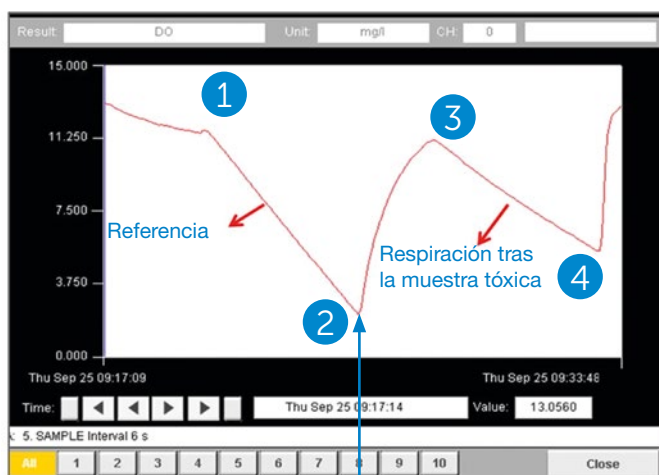 Result: DO Unit: mg/l CH: 0
15.000
1
3
11.250
7.500
Referencia
Respiración tras
la muestra tóxica
4
3.750
2
0.000
Thu Sep 25 09:17:09 Thu Sep 25 09:33:48
Time: Thu Sep 25 09:17:14 Value: 13.0560
5. SAMPLE Interval 6 s
All 1 2 3 4 5 6 7 8 9 10 Close